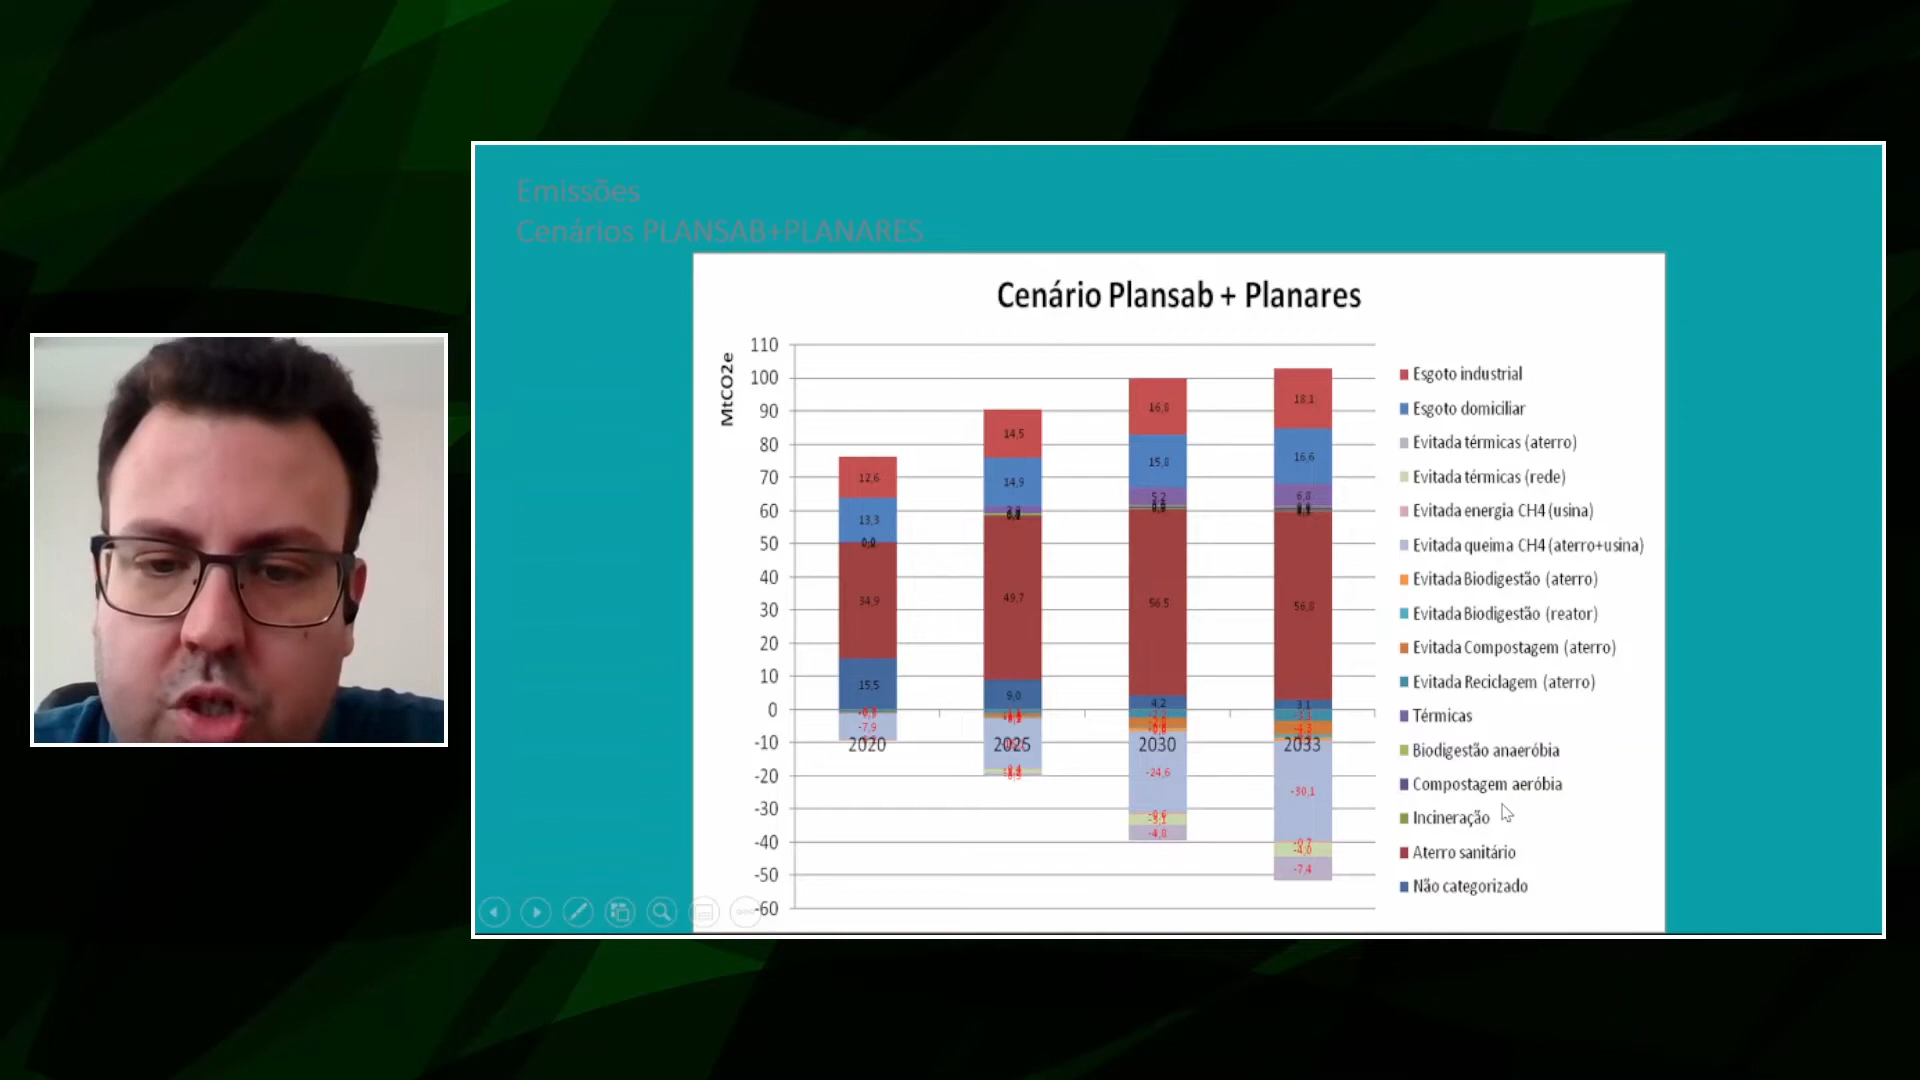 Emissões
Cenários PLANSAB+PLANARES
Cenário Plansab + Planares
MtCO2e
110
100
90
80
70
60
50
40
30
20
10
0
-10
-20
-30
-40
-50
-60
12,6
13,3
34,9
15,5
-7,9
2020
14,5
14,9
49,7
9,0
2025
16,8
15,8
5,2
56,5
4,2
2030
-24,6
-4,8
18,1
16,6
6,8
56,8
3,1
2033
-30,1
-7,4
Esgoto industrial
Esgoto domiciliar
Evitada térmicas (aterro)
Evitada térmicas (rede)
Evitada energia CH4 (usina)
Evitada queima CH4 (aterro+usina)
Evitada Biodigestão (aterro)
Evitada Biodigestão (reator)
Evitada Compostagem (aterro)
Evitada Reciclagem (aterro)
Térmicas
Biodigestão anaeróbia
Compostagem aeróbia
Incineração
Aterro sanitário
Não categorizado